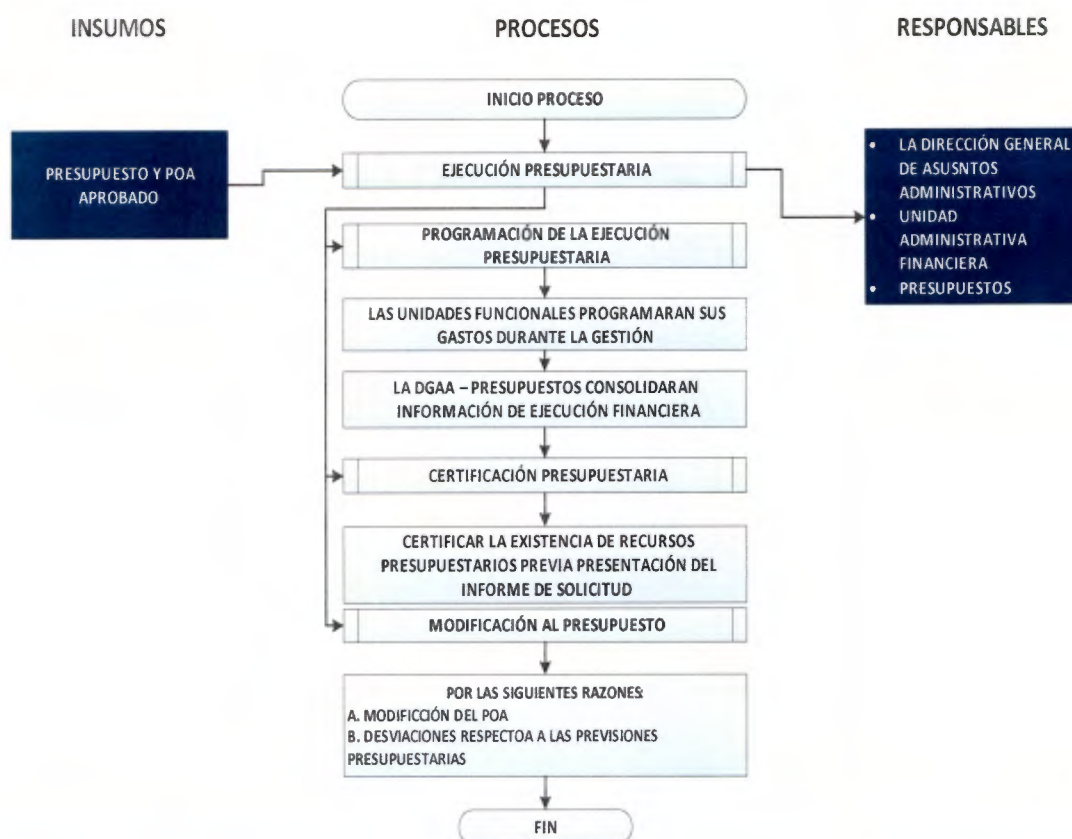 INSUMOS
PROCESOS
RESPONSABLES
INICIO PROCESO
PRESUPUESTO Y POA
APROBADO
EJECUCIÓN PRESUPUESTARIA
• LA DIRECCIÓN GENERAL
DE ASUSNTOS
ADMINISTRATIVOS
• UNIDAD
ADMINISTRATIVA
FINANCIERA
• PRESUPUESTOS
PROGRAMACIÓN DE LA EJECUCIÓN
PRESUPUESTARIA
LAS UNIDADES FUNCIONALES PROGRAMARAN SUS
GASTOS DURANTE LA GESTIÓN
LA DGAA – PRESUPUESTOS CONSOLIDARAN
INFORMACIÓN DE EJECUCIÓN FINANCIERA
CERTIFICACIÓN PRESUPUESTARIA
CERTIFICAR LA EXISTENCIA DE RECURSOS
PRESUPUESTARIOS PREVIA PRESENTACIÓN DEL
INFORME DE SOLICITUD
MODIFICACIÓN AL PRESUPUESTO
POR LAS SIGUIENTES RAZONES:
A. MODIFICCIÓN DEL POA
B. DESVIACIONES RESPECTOA A LAS PREVISIONES
PRESUPUESTARIAS
FIN